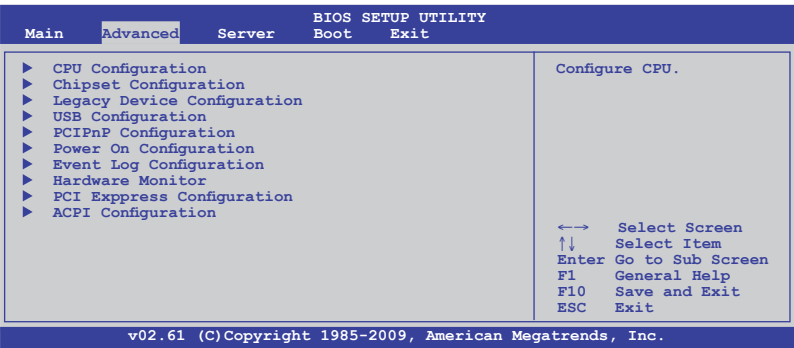 BIOS SETUP UTILITY
Main Advanced Server Boot Exit
CPU Configuration
Chipset Configuration
Legacy Device Configuration
USB Configuration
PCIPnP Configuration
Power On Configuration
Event Log Configuration
Hardware Monitor
PCI Exppress Configuration
ACPI Configuration
Configure CPU.
←→ Select Screen
↑↓ Select Item
Enter Go to Sub Screen
F1 General Help
F10 Save and Exit
ESC Exit
v02.61 (C)Copyright 1985-2009, American Megatrends, Inc.